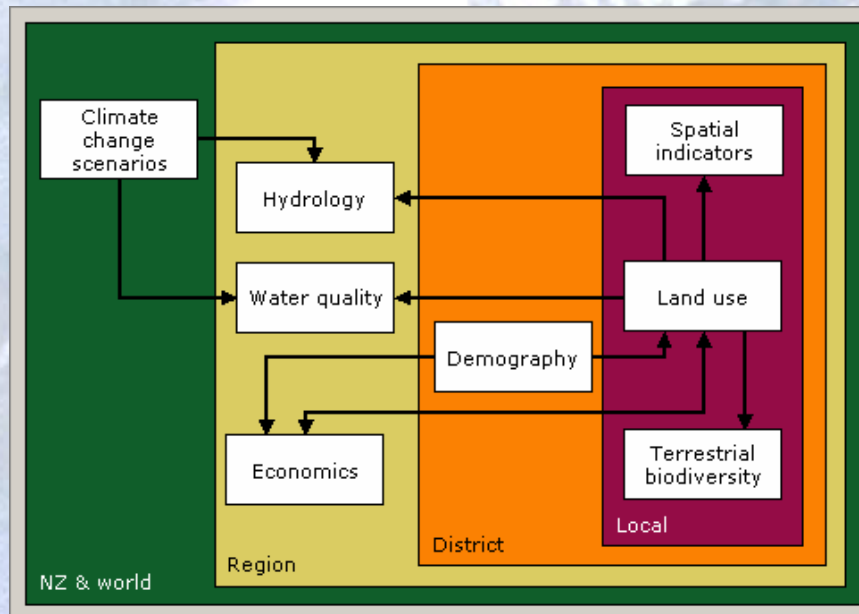 Climate
change
scenarios
Spatial
indicators
Hydrology
Water quality
Land use
Demography
Economics
Terrestrial
biodiversity
Local
District
Region
NZ & world